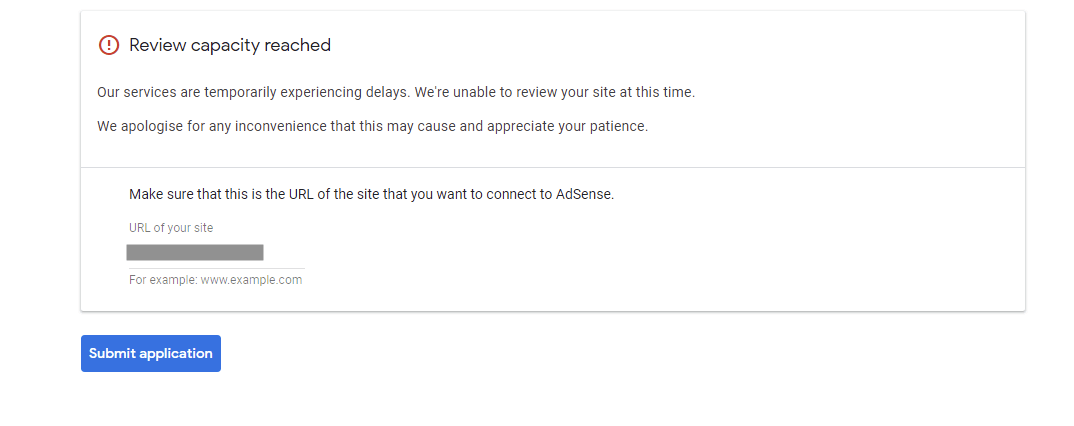 Review capacity reached
Our services are temporarily experiencing delays. We're unable to review your site at this time.
We apologise for any inconvenience that this may cause and appreciate your patience.
Make sure that this is the URL of the site that you want to connect to AdSense.
URL of your site
For example: www.example.com
Submit application